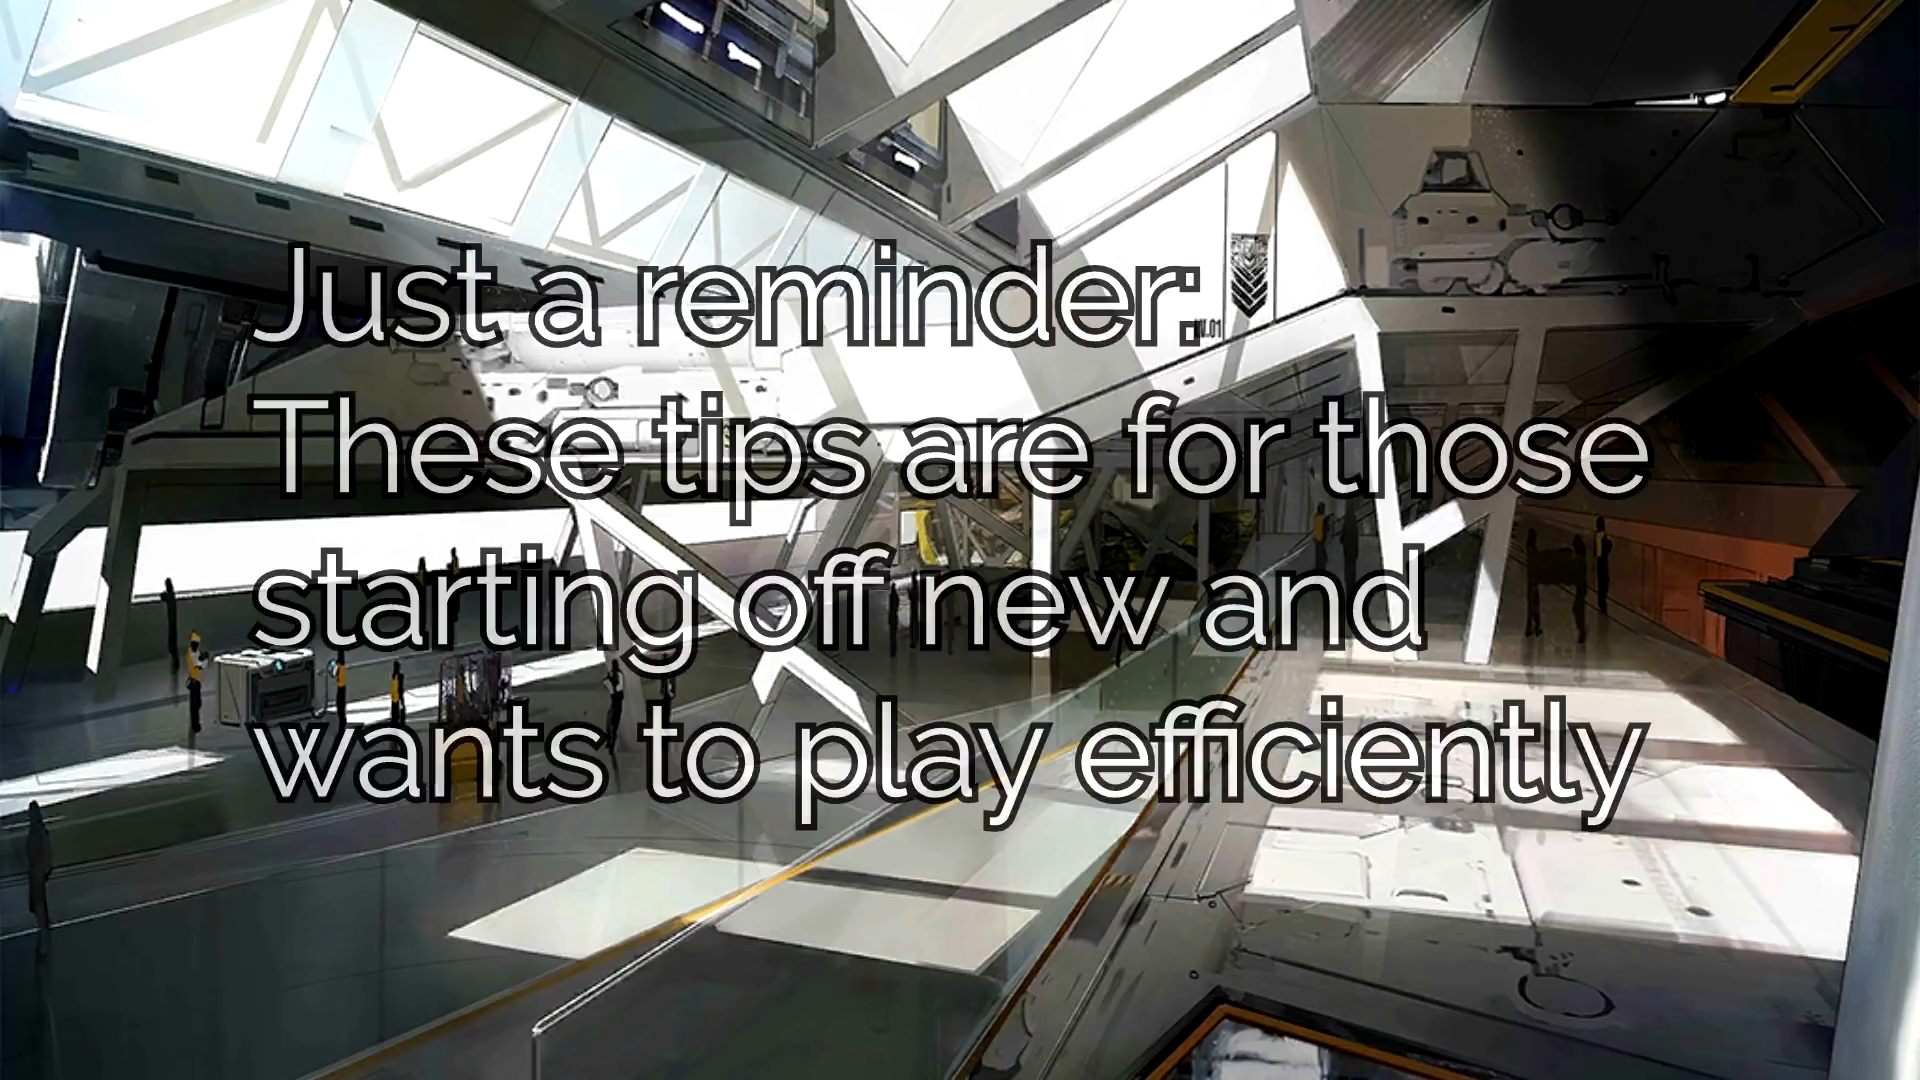 Just a reminder:
These tips are for those
starting off new and
wants to play efficiently